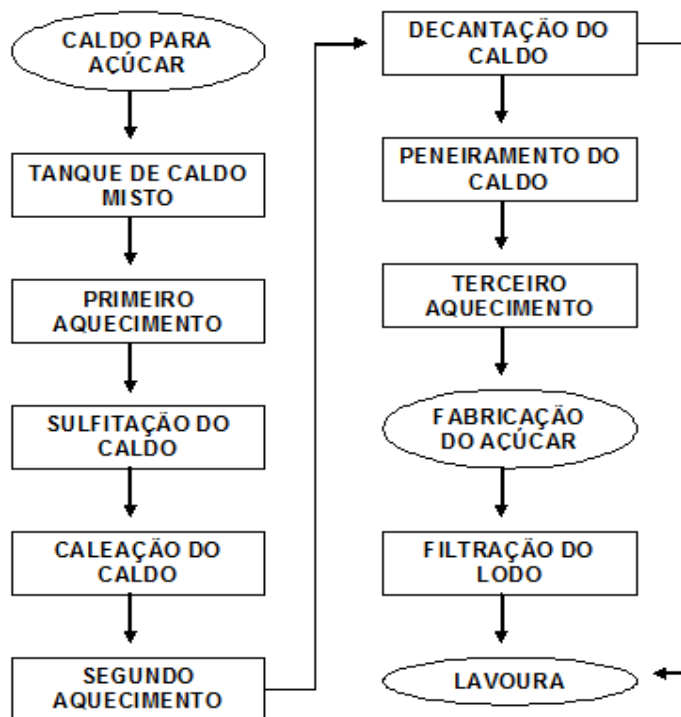 CALDO PARA
AÇÚCAR
TANQUE DE CALDO
MISTO
PRIMEIRO
AQUECIMENTO
SULFITAÇÃO DO
CALDO
CALEAÇÃO DO
CALDO
SEGUNDO
AQUECIMENTO
DECANTAÇÃO DO
CALDO
PENEIRAMENTO DO
CALDO
TERCEIRO
AQUECIMENTO
FABRICAÇÃO
DO AÇÚCAR
FILTRAÇÃO DO
LODO
LAVOURA